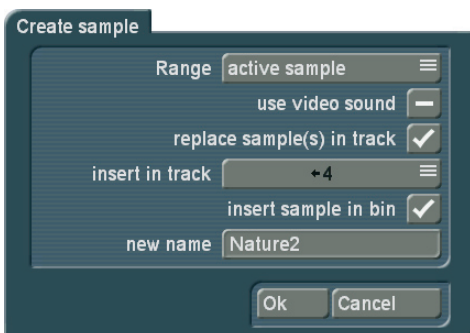 Create sample
Range active sample
use video sound
replace sample(s) in track
insert in track 4
insert sample in bin
new name Nature2
Ok Cancel